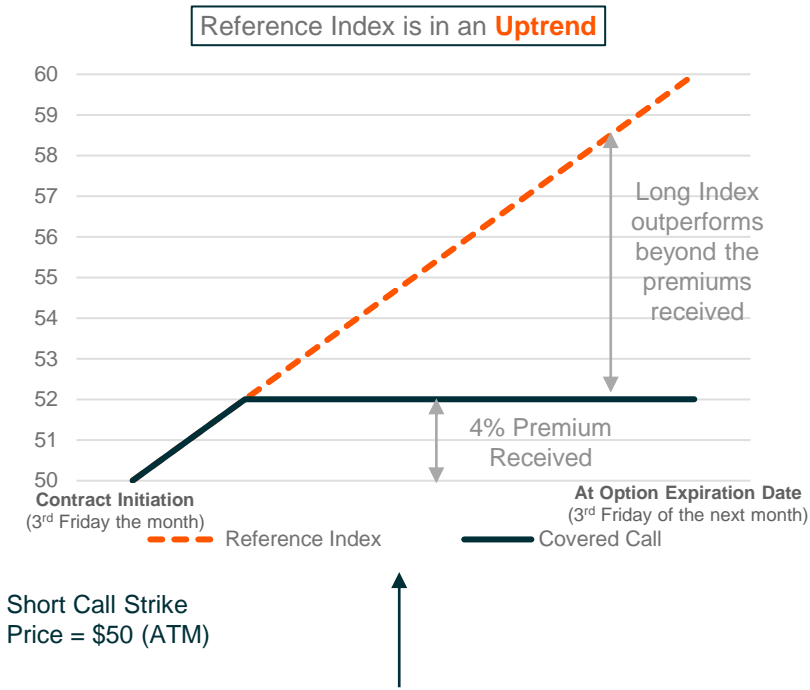 Reference Index is in an Uptrend
60
59
58
57
56
55
54
53
52
51
50
Long Index
outperforms
beyond the
premiums
received
4% Premium
Received
Contract Initiation
(3rd Friday the month)
At Option Expiration Date
(3rd Friday of the next month)
Reference Index
Covered Call
Short Call Strike
Price = $50 (ATM)